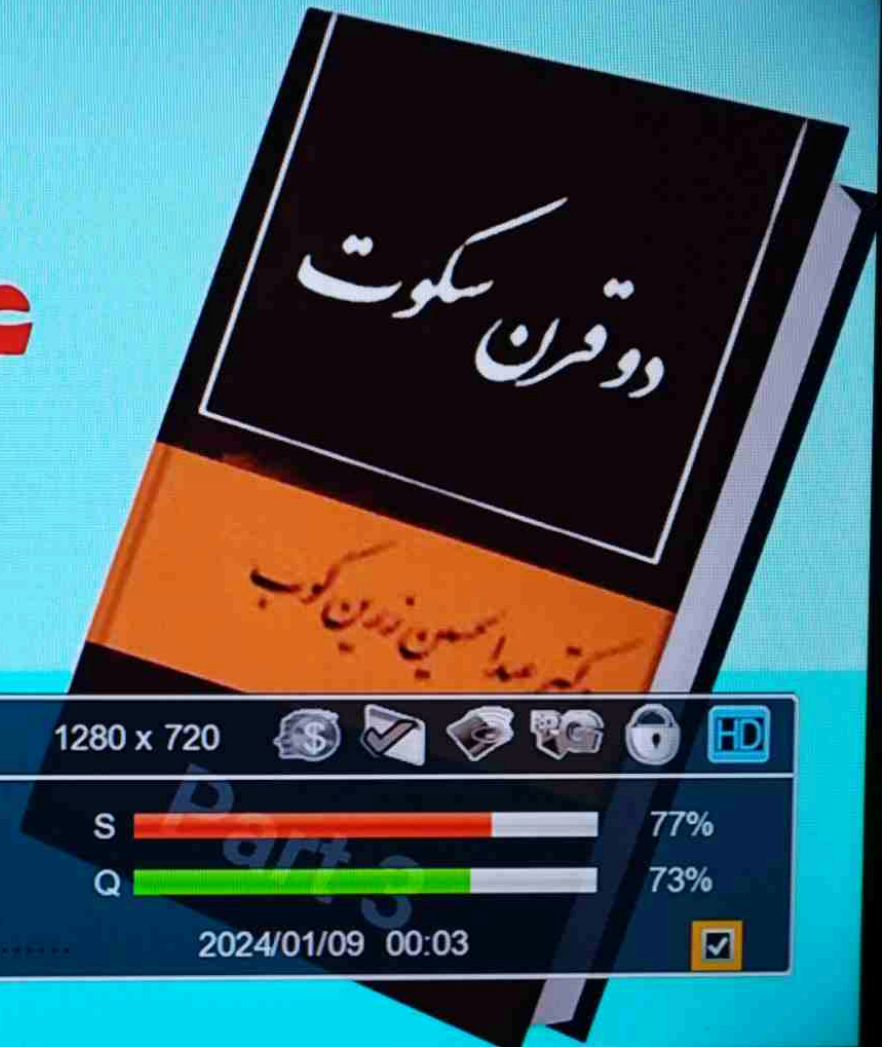 دو قرن سکوت
دکتر عبدالحسین زرین کوب
1280 x 720
HD
Part 3
S 77%
Q 73%
2024/01/09 00:03